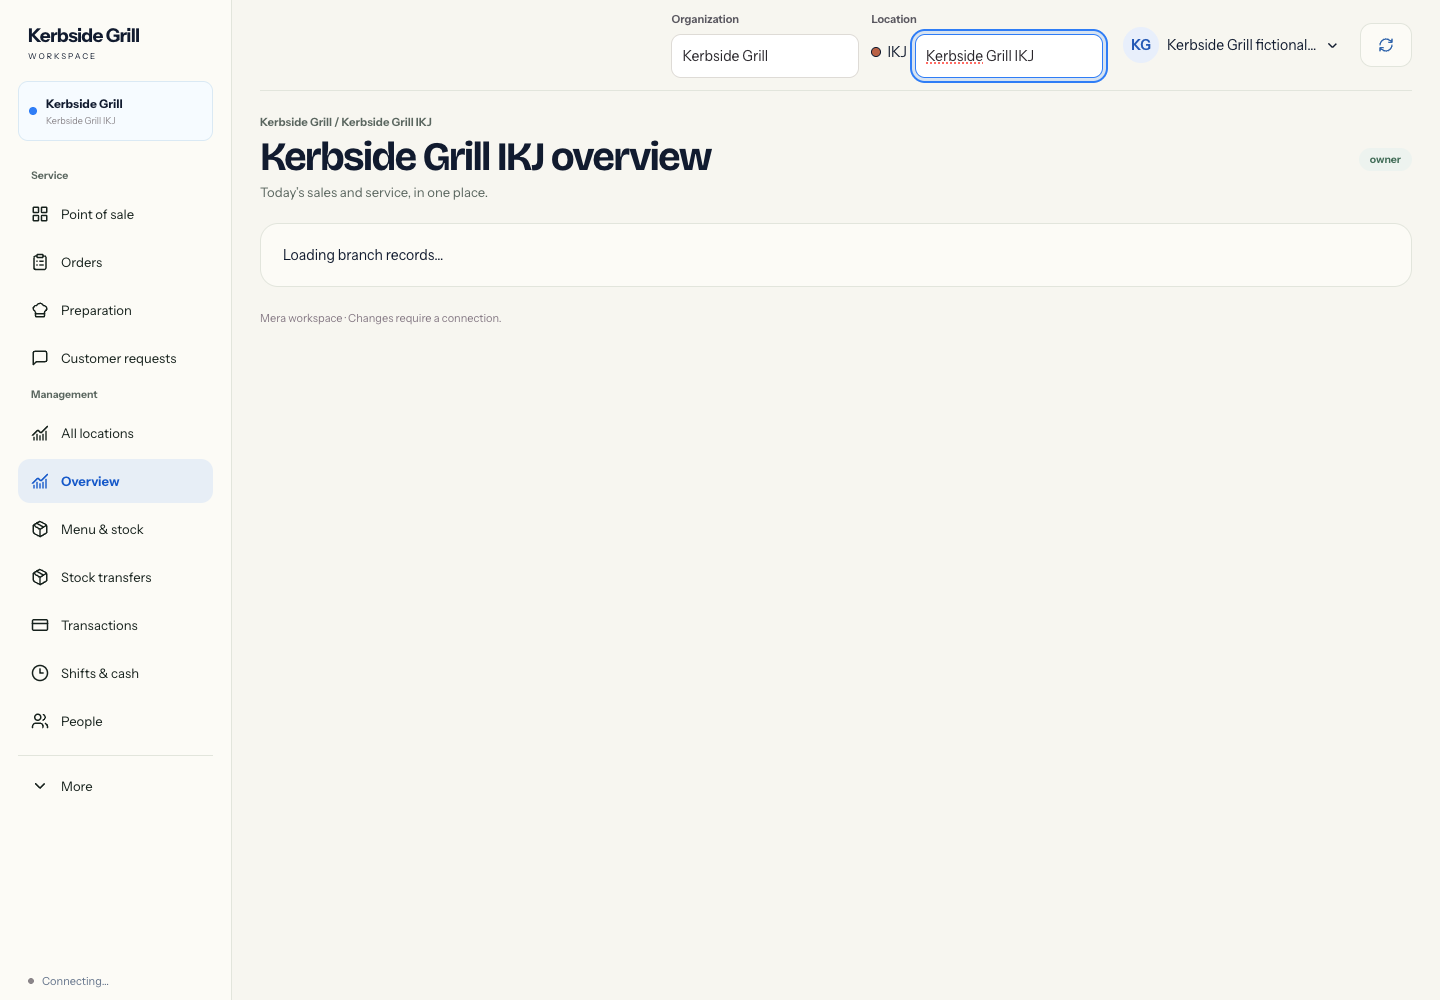 Kerbside Grill
WORKSPACE
Kerbside Grill
Kerbside Grill IKJ
Service
Point of sale
Orders
Preparation
Customer requests
Management
All locations
Overview
Menu & stock
Stock transfers
Transactions
Shifts & cash
People
More
Connecting...
Organization
Kerbside Grill
Location
IKJ
Kerbside Grill IKJ
KG
Kerbside Grill fictional...
Kerbside Grill / Kerbside Grill IKJ
Kerbside Grill IKJ overview
owner
Today's sales and service, in one place.
Loading branch records...
Mera workspace · Changes require a connection.